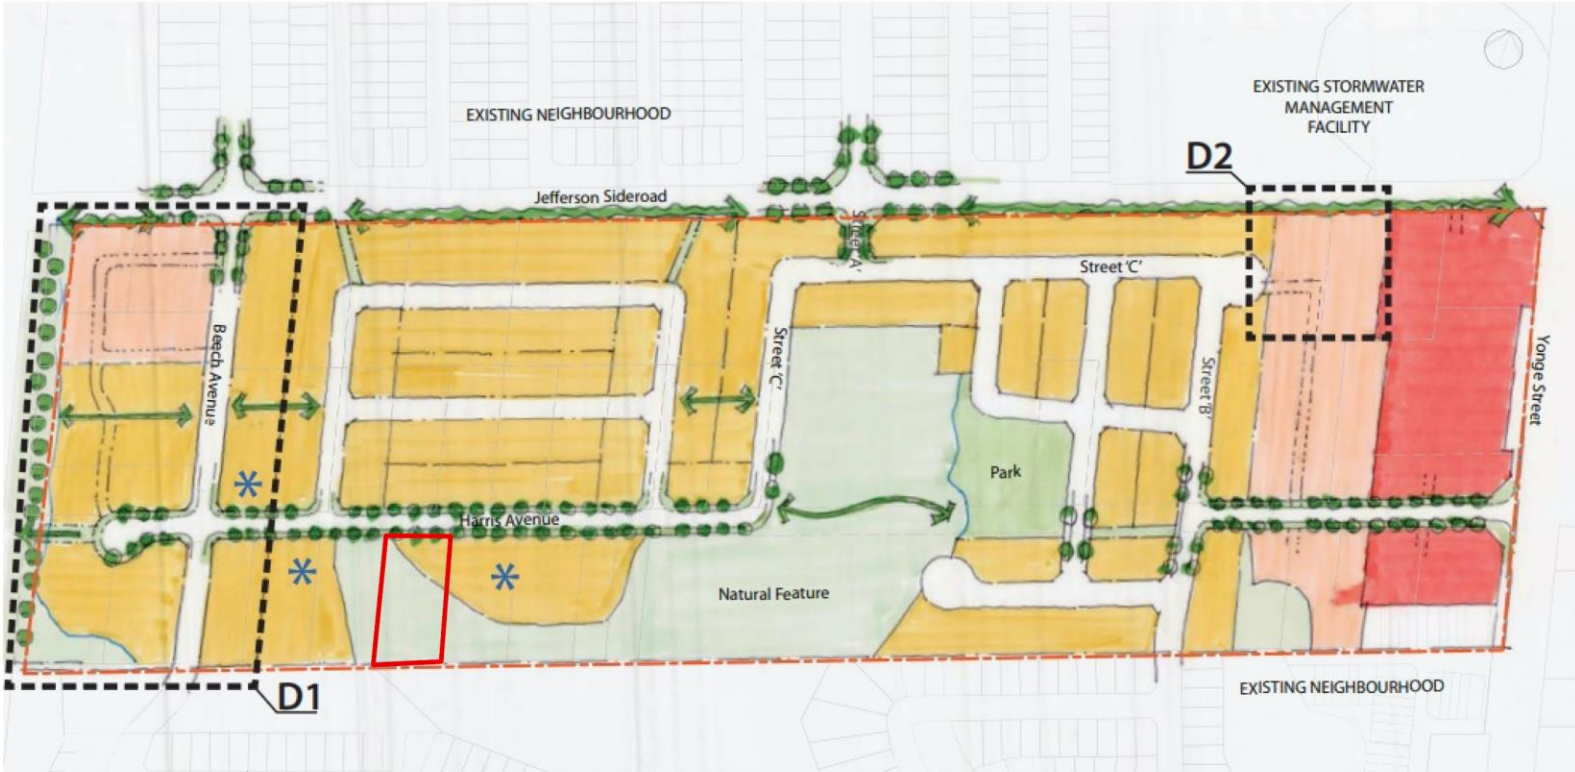 EXISTING NEIGHBOURHOOD
EXISTING STORMWATER
MANAGEMENT
FACILITY
D2
Jefferson Sideroad
Street 'A'
Street 'C'
Beech Avenue
Street 'C'
Street 'B'
Yonge Street
Park
*
Harris Avenue
*
*
Natural Feature
D1
EXISTING NEIGHBOURHOOD